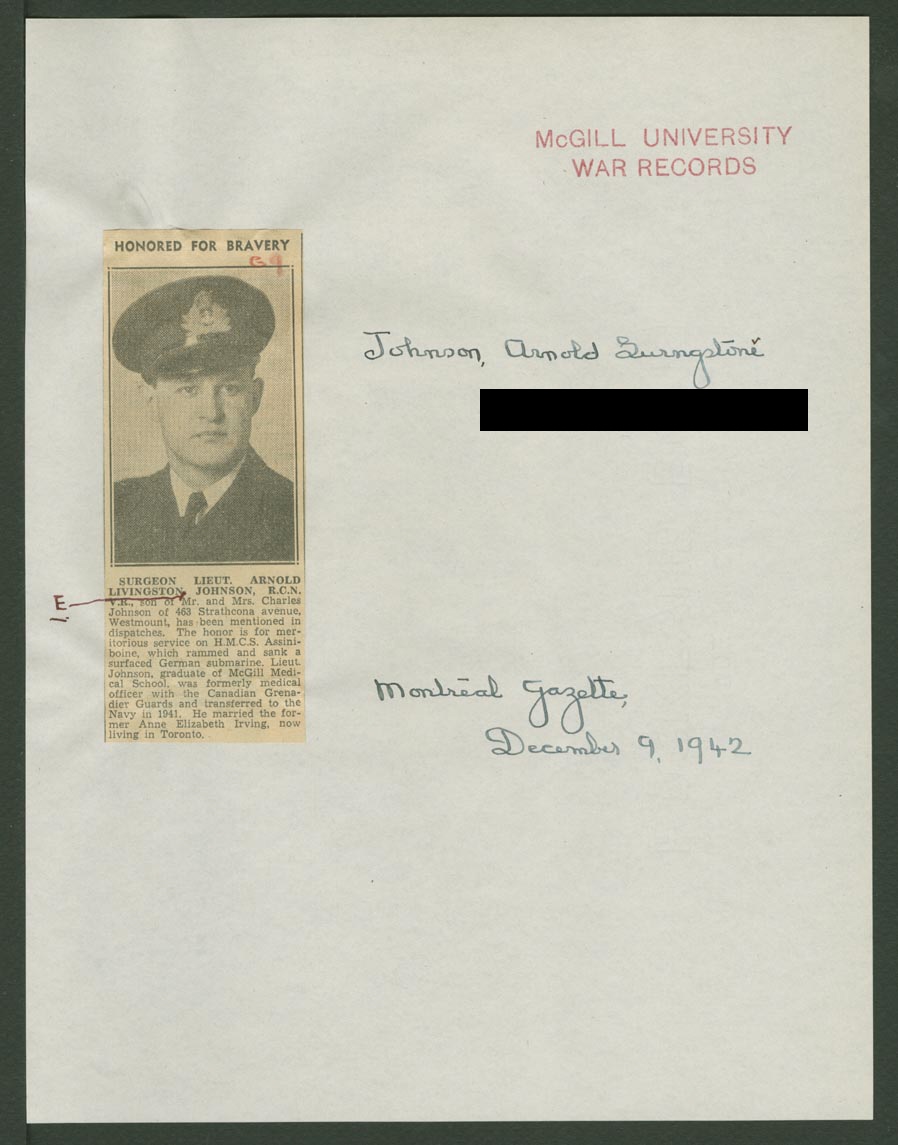 McGILL UNIVERSITY
WAR RECORDS
HONORED FOR BRAVERY
G9
Johnson, Arnold Livingstone
SURGEON LIEUT. ARNOLD
LIVINGSTON JOHNSON, R.C.N.
V.R., son of Mr. and Mrs. Charles
Johnson of 463 Strathcona avenue,
Westmount, has been mentioned in
dispatches. The honor is for mer-
itorious service on H.M.C.S. Assini-
boine, which rammed and sank a
surfaced German submarine. Lieut.
Johnson, graduate of McGill Medi-
cal School, was formerly medical
officer with the Canadian Grena-
dier Guards and transferred to the
Navy in 1941. He married the for-
mer Anne Elizabeth Irving, now
living in Toronto.
E
Montreal Gazette,
December 9, 1942